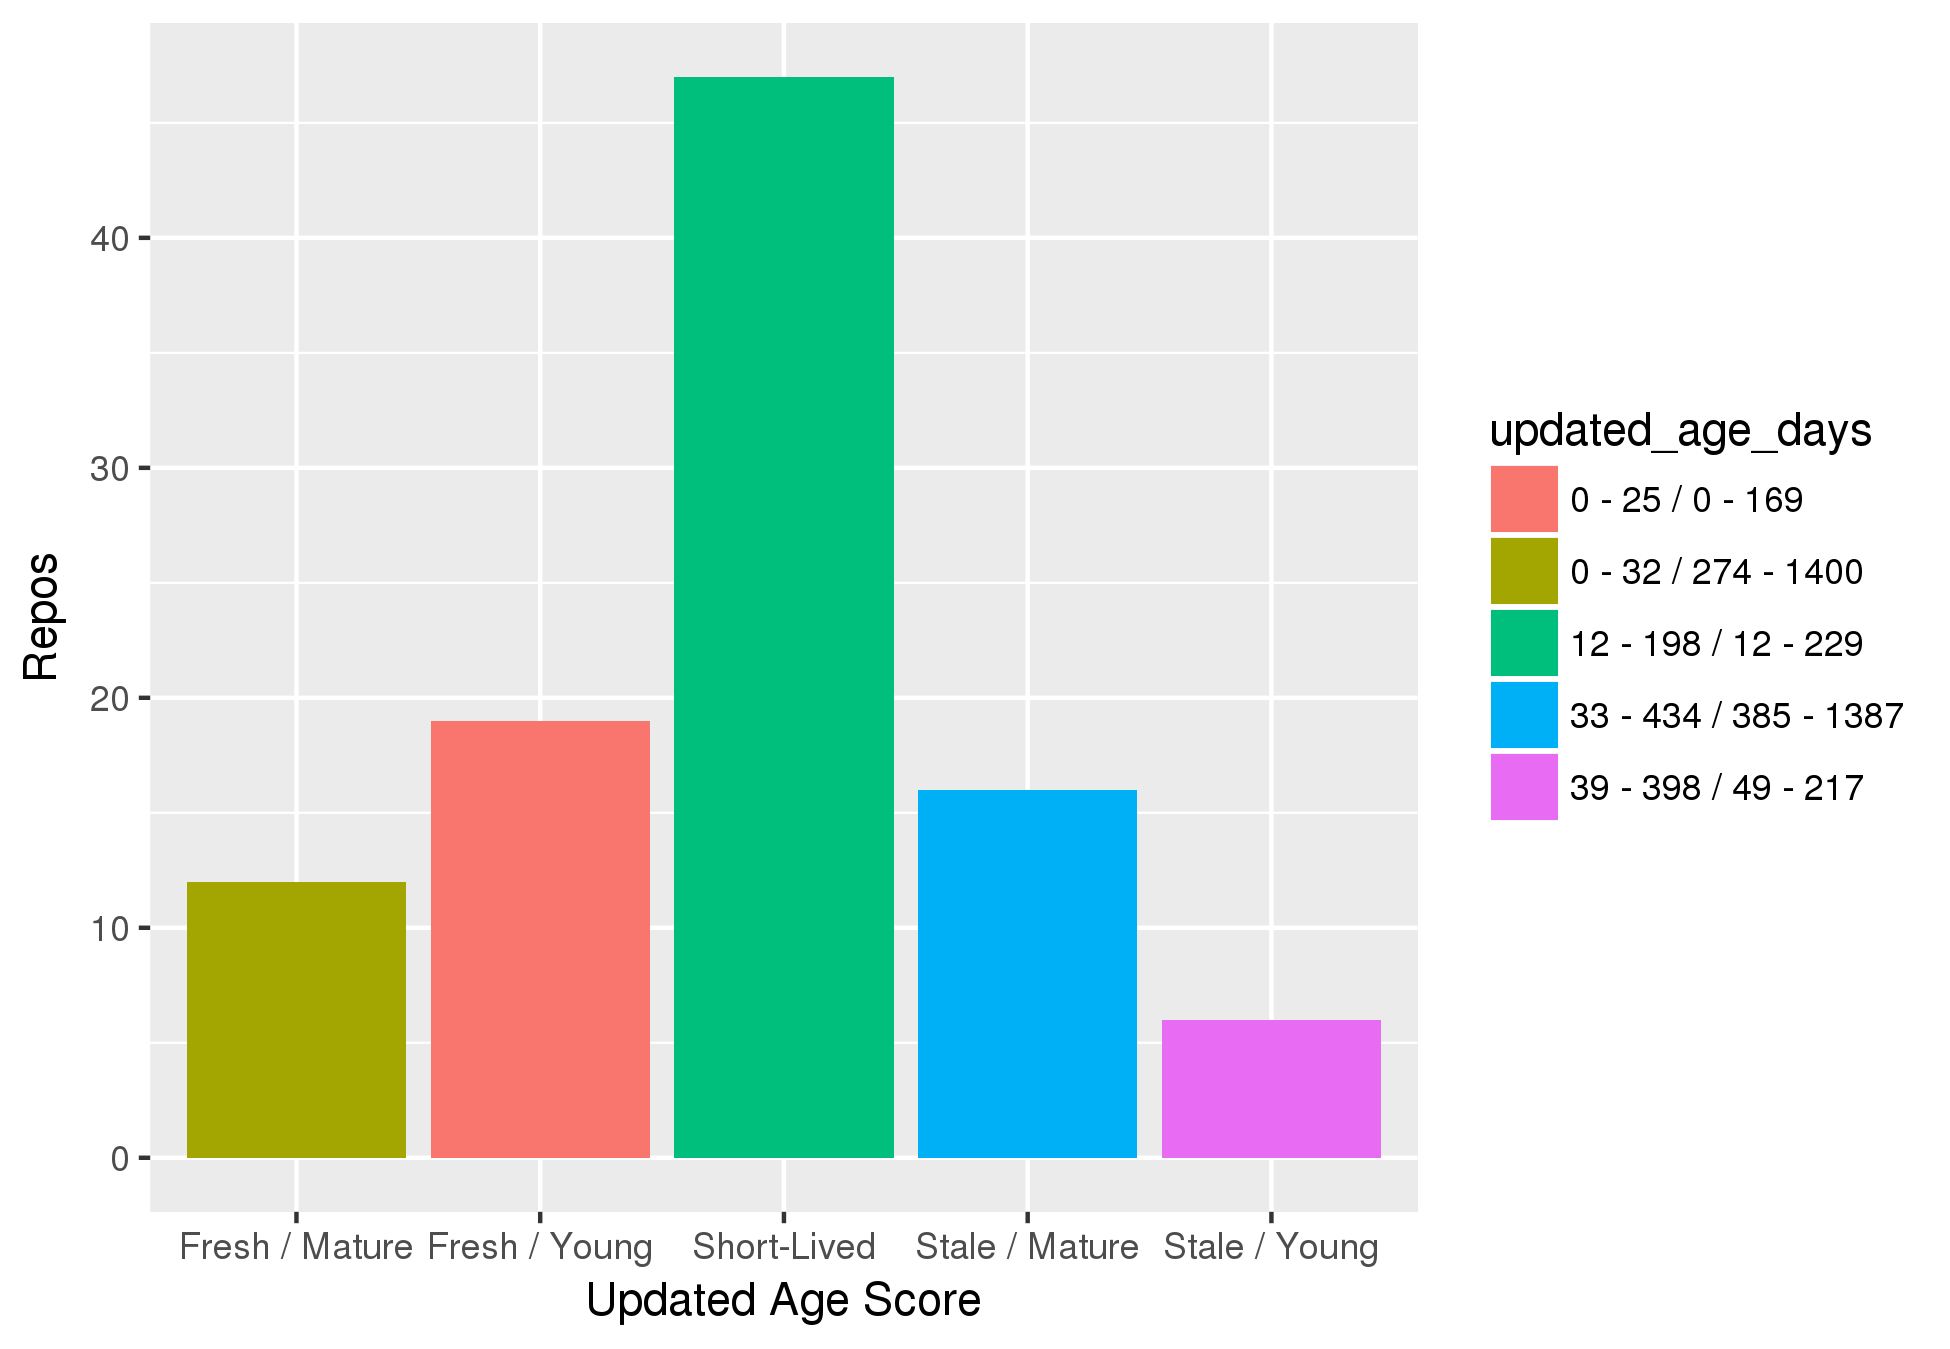 40
30
20
10
0
Repos
Fresh / Mature
Fresh / Young
Short-Lived
Stale / Mature
Stale / Young
Updated Age Score
updated_age_days
0 - 25 / 0 - 169
0 - 32 / 274 - 1400
12 - 198 / 12 - 229
33 - 434 / 385 - 1387
39 - 398 / 49 - 217